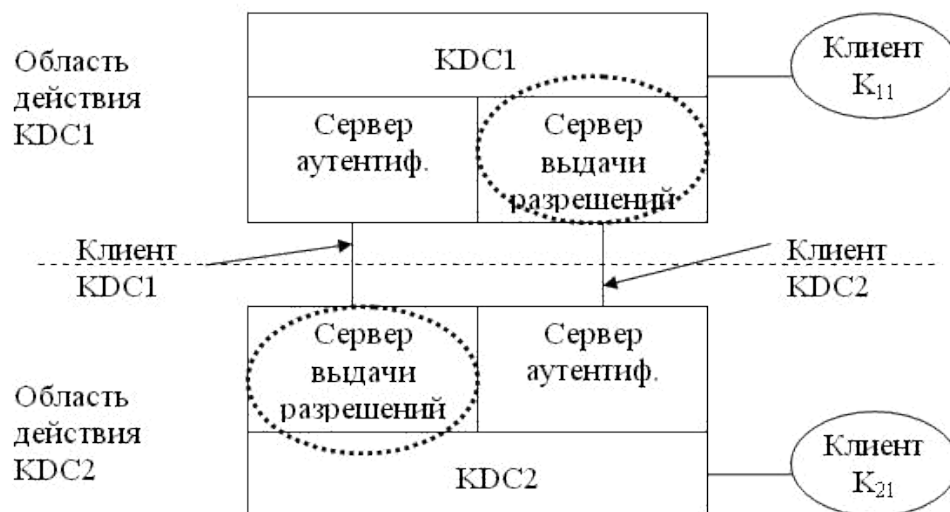 Область
действия
KDC1
KDC1
Клиент
K₁₁
Сервер
аутентиф.
Сервер
выдачи
разрешений
Клиент
KDC1
Клиент
KDC2
Область
действия
KDC2
Сервер
выдачи
разрешений
Сервер
аутентиф.
KDC2
Клиент
K₂₁